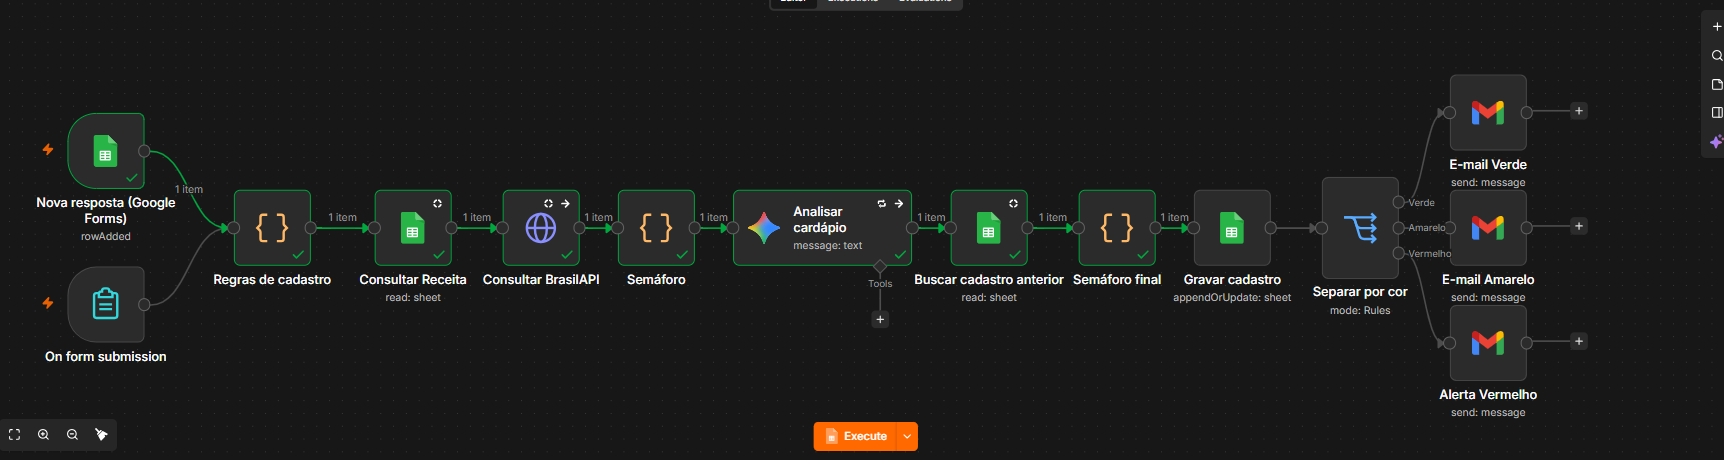 Editor
Executions
Evaluations
Nova resposta (Google
Forms)
rowAdded
1 item
On form submission
Regras de cadastro
1 item
Consultar Receita
read: sheet
1 item
Consultar BrasilAPI
1 item
Semáforo
1 item
Analisar
cardápio
message: text
Tools
1 item
Buscar cadastro anterior
read: sheet
1 item
Semáforo final
1 item
Gravar cadastro
appendOrUpdate: sheet
Separar por cor
mode: Rules
Verde
Amarelo
Vermelho
E-mail Verde
send: message
E-mail Amarelo
send: message
Alerta Vermelho
send: message
Execute